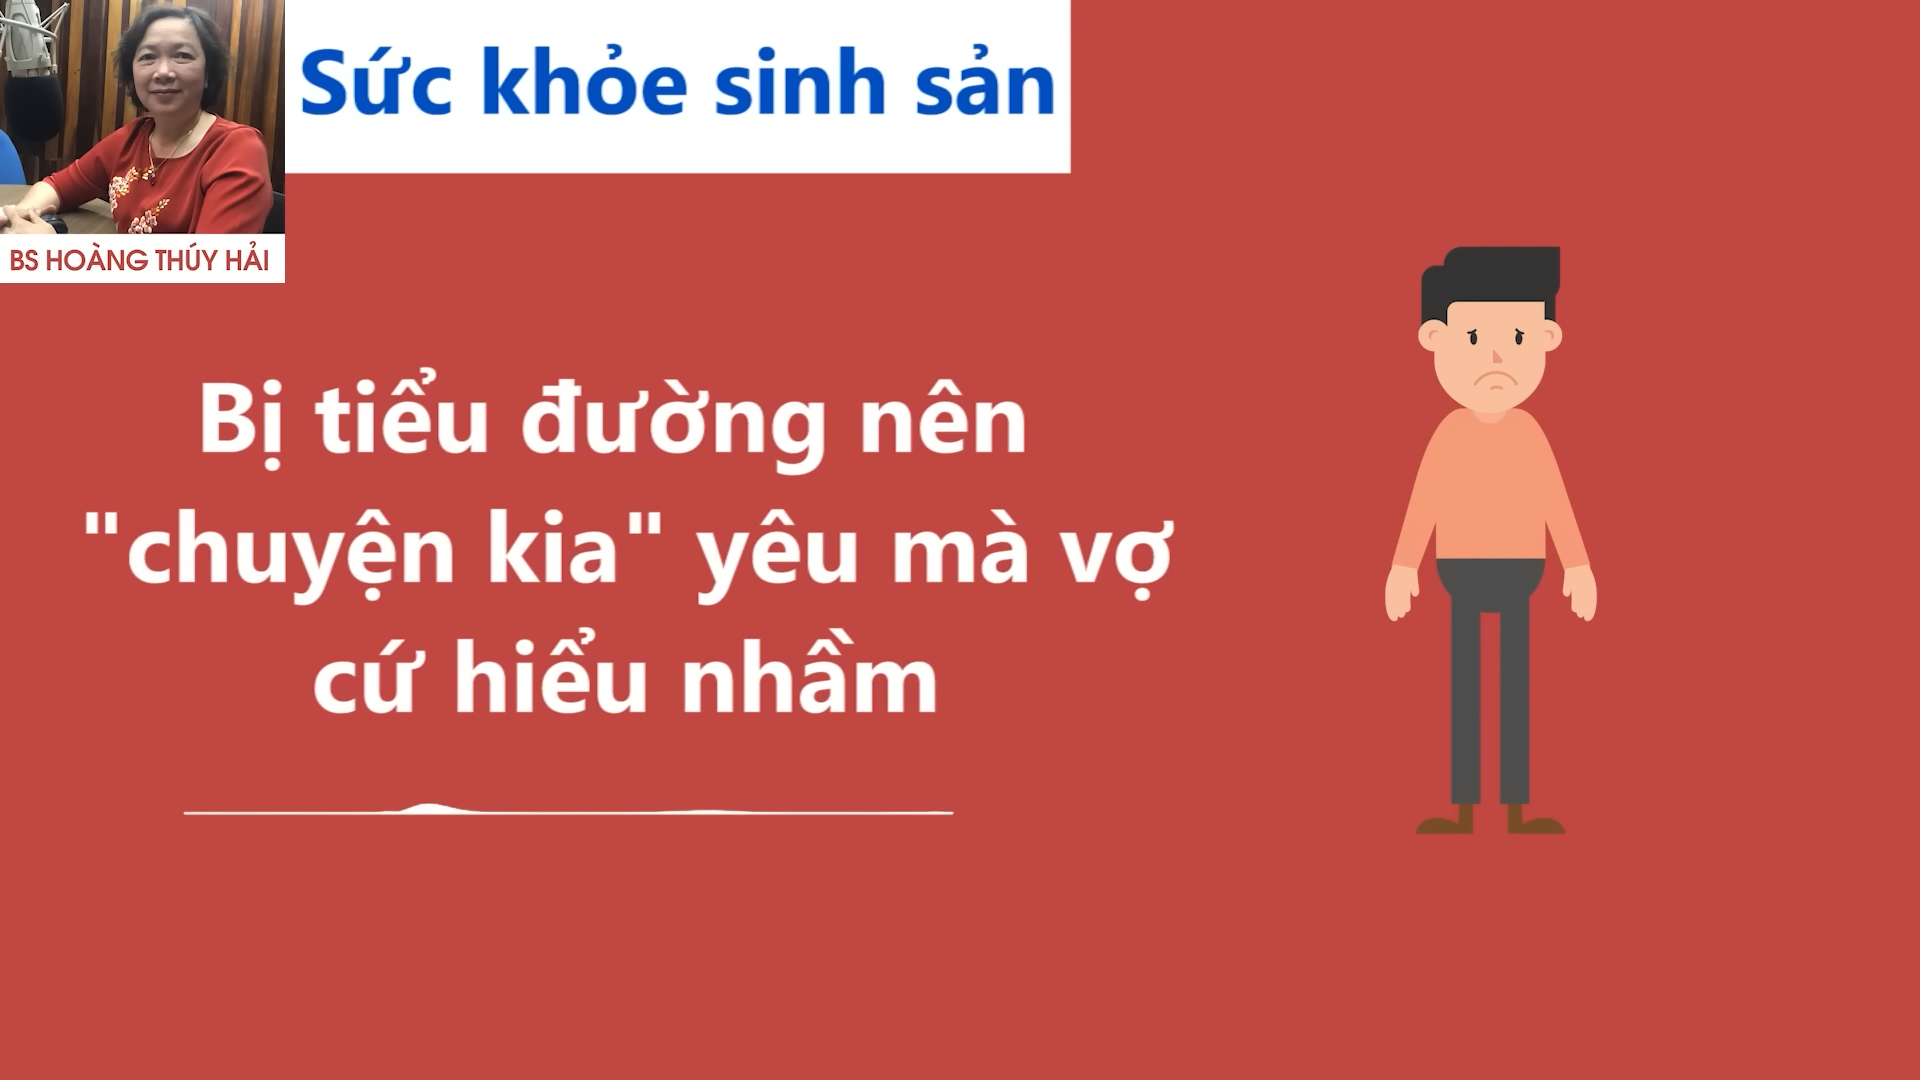 Sức khỏe sinh sản
BS HOÀNG THÚY HẢI
Bị tiểu đường nên
"chuyện kia" yêu mà vợ
cứ hiểu nhầm